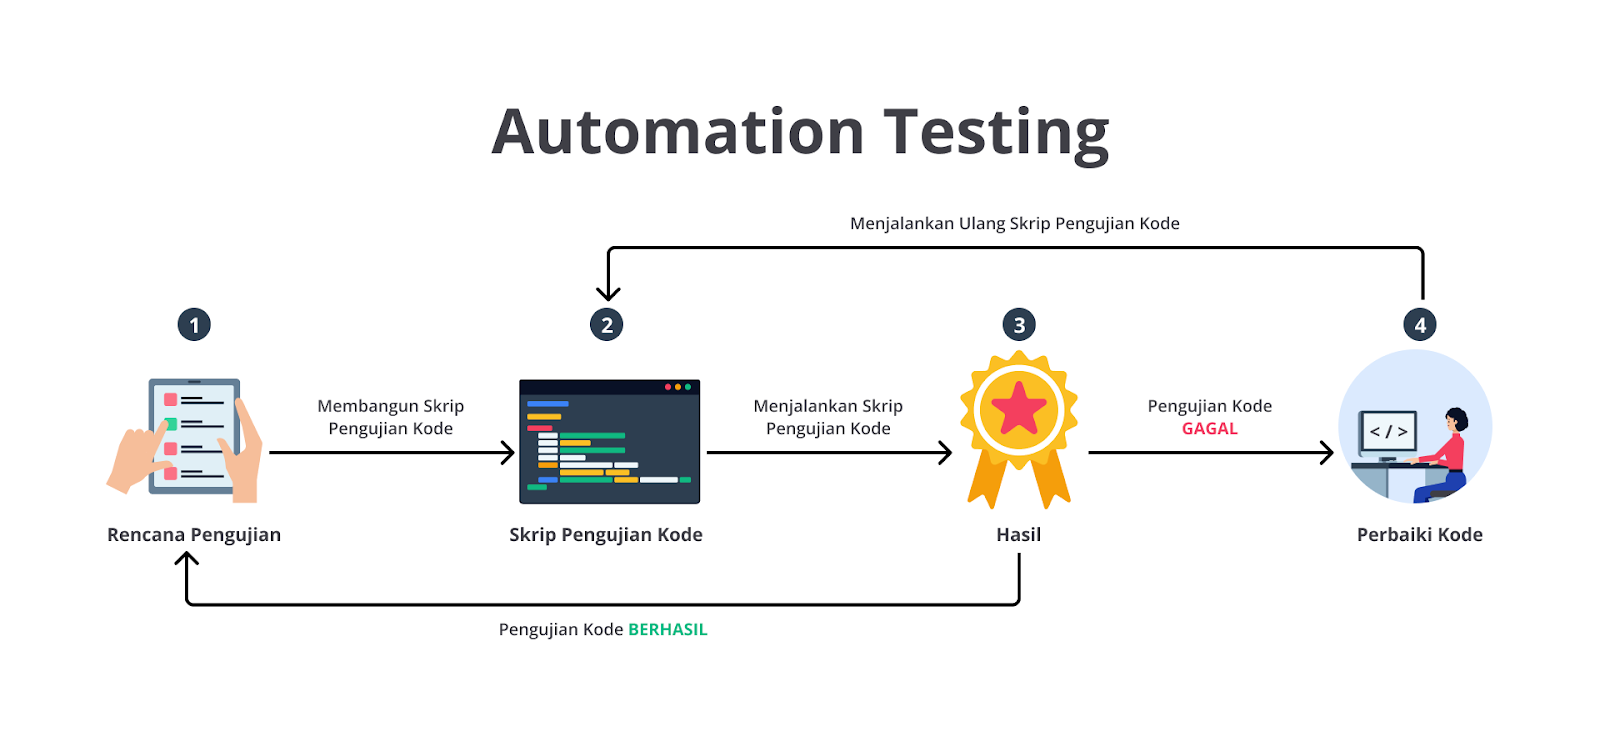 Automation Testing
Menjalankan Ulang Skrip Pengujian Kode
1
2
3
4
Membangun Skrip
Pengujian Kode
Menjalankan Skrip
Pengujian Kode
Pengujian Kode
GAGAL
</>
Rencana Pengujian
Skrip Pengujian Kode
Hasil
Perbaiki Kode
Pengujian Kode BERHASIL